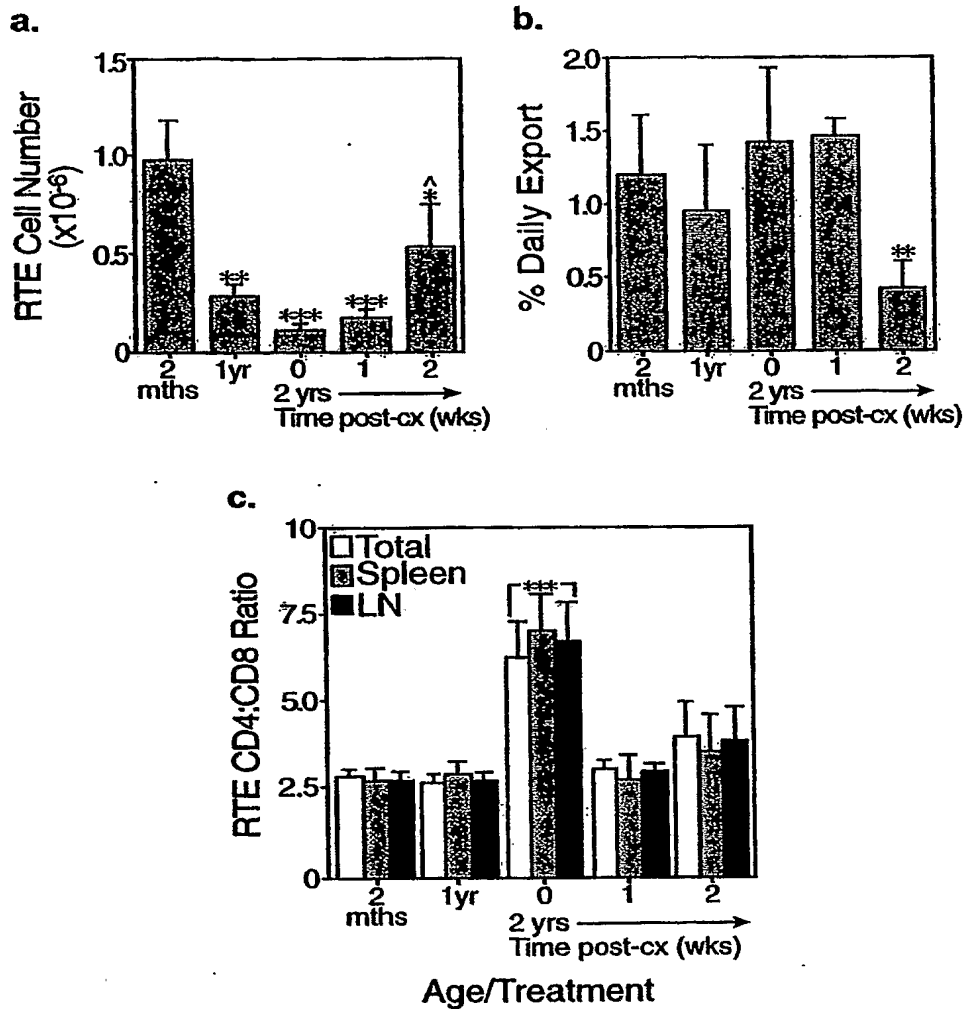 a.
RTE Cell Number
(x10-6)
1.5
1.0
0.5
0
**
***
***
^
*
2
mths
1yr
0
1
2
2 yrs
Time post-cx (wks)
b.
% Daily Export
2.0
1.5
1.0
0.5
0
**
2
mths
1yr
0
1
2
2 yrs
Time post-cx (wks)
c.
RTE CD4:CD8 Ratio
10
7.5
5.0
2.5
0
Total
Spleen
LN
***
2
mths
1yr
0
1
2
2 yrs
Time post-cx (wks)
Age/Treatment